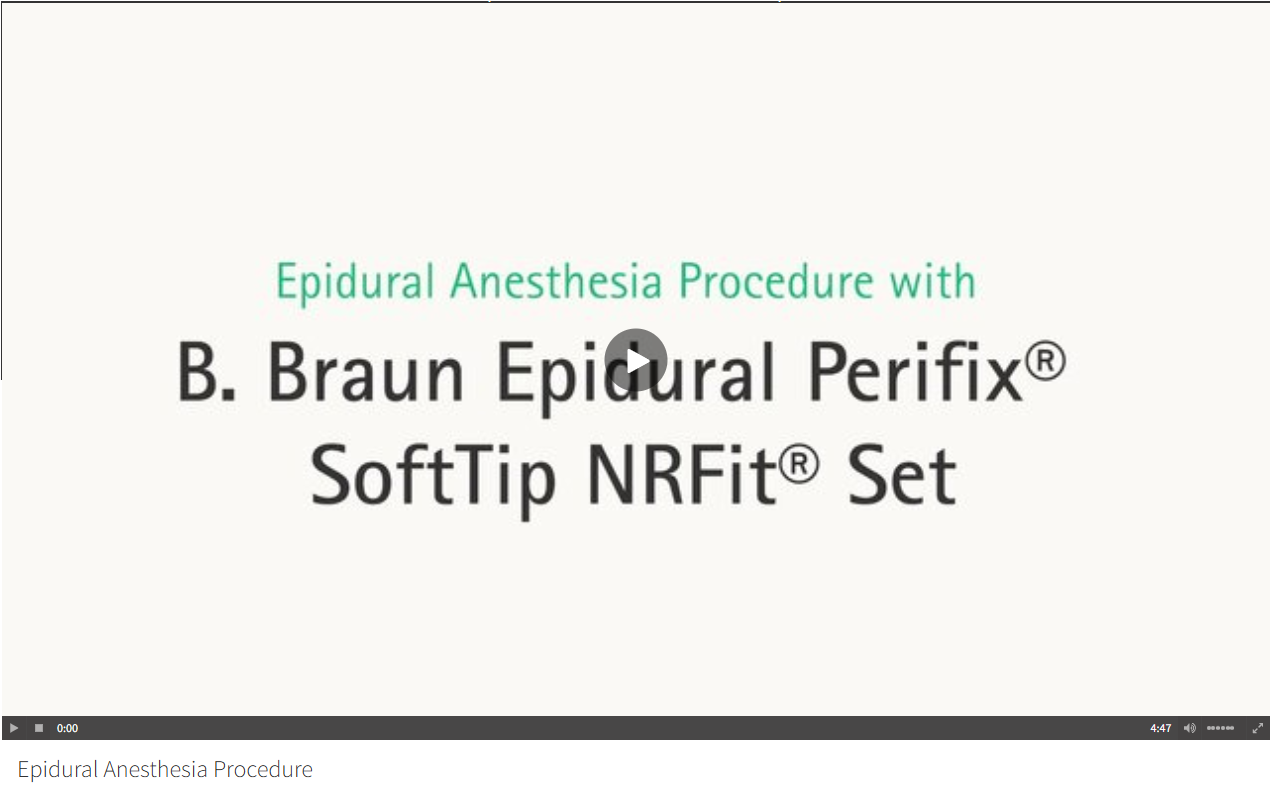 Epidural Anesthesia Procedure with
B. Braun Epidural Perifix®
SoftTip NRFit® Set
0:00
4:47
Epidural Anesthesia Procedure